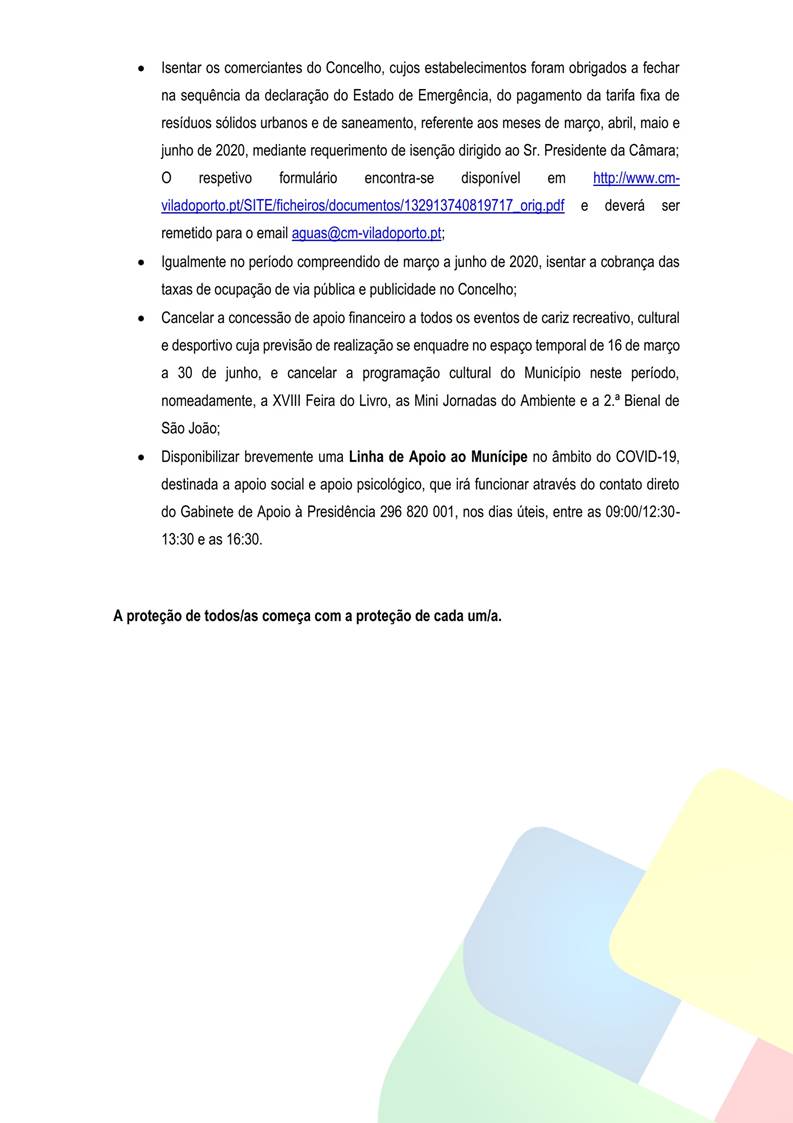 • Isentar os comerciantes do Concelho, cujos estabelecimentos foram obrigados a fechar
na sequência da declaração do Estado de Emergência, do pagamento da tarifa fixa de
resíduos sólidos urbanos e de saneamento, referente aos meses de março, abril, maio e
junho de 2020, mediante requerimento de isenção dirigido ao Sr. Presidente da Câmara;
O respetivo formulário encontra-se disponível em http://www.cm-
viladoporto.pt/SITE/ficheiros/documentos/132913740819717_orig.pdf e deverá ser
remetido para o email aguas@cm-viladoporto.pt;
• Igualmente no período compreendido de março a junho de 2020, isentar a cobrança das
taxas de ocupação de via pública e publicidade no Concelho;
• Cancelar a concessão de apoio financeiro a todos os eventos de cariz recreativo, cultural
e desportivo cuja previsão de realização se enquadre no espaço temporal de 16 de março
a 30 de junho, e cancelar a programação cultural do Município neste período,
nomeadamente, a XVIII Feira do Livro, as Mini Jornadas do Ambiente e a 2.ª Bienal de
São João;
• Disponibilizar brevemente uma Linha de Apoio ao Munícipe no âmbito do COVID-19,
destinada a apoio social e apoio psicológico, que irá funcionar através do contato direto
do Gabinete de Apoio à Presidência 296 820 001, nos dias úteis, entre as 09:00/12:30-
13:30 e as 16:30.
A proteção de todos/as começa com a proteção de cada um/a.